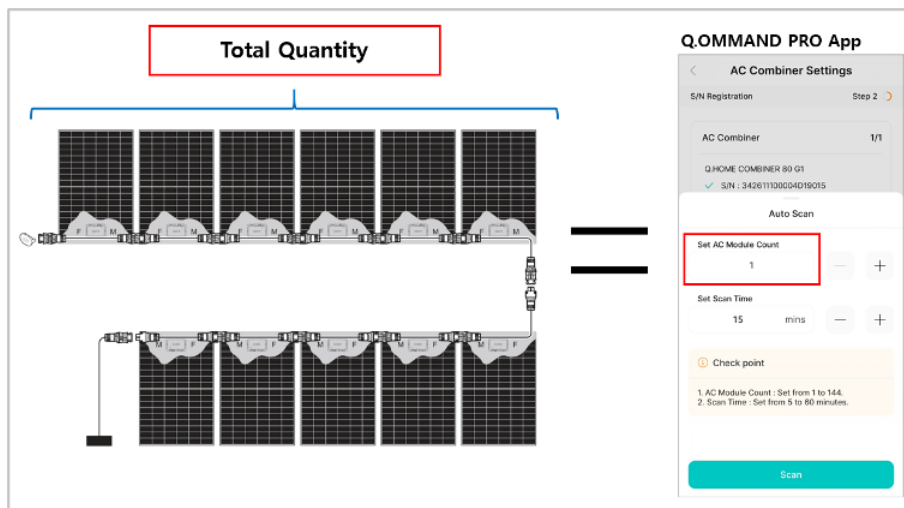 Total Quantity
F M F M F M F M F M F M
M F M F M F M F M F
Q.OMMAND PRO App
AC Combiner Settings
S/N Registration Step 2
AC Combiner 1/1
Q.HOME COMBINER 80 G1
S/N : 342611100004D19015
Auto Scan
Set AC Module Count
1 — +
Set Scan Time
15 mins — +
Check point
1. AC Module Count : Set from 1 to 144.
2. Scan Time : Set from 5 to 60 minutes.
Scan